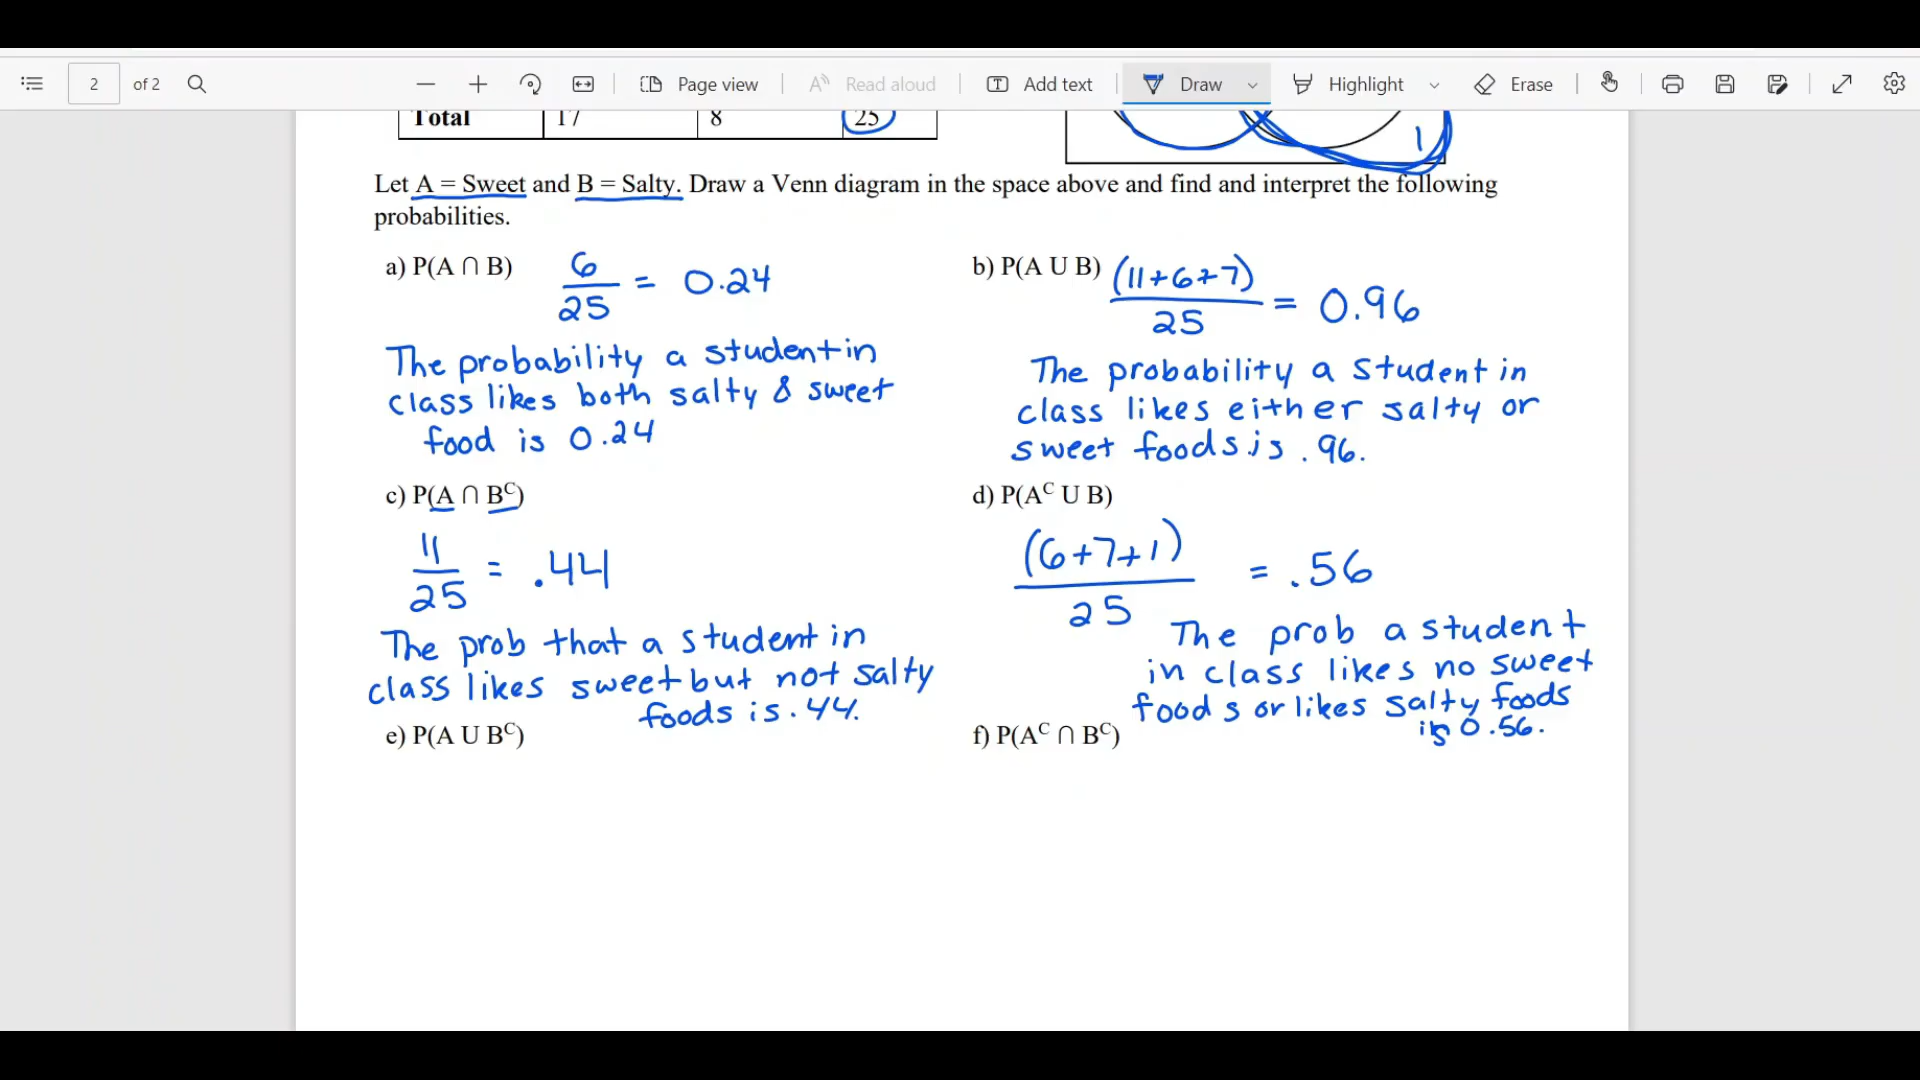 2 of 2 Page view Read aloud Add text Draw Highlight Erase
Total 17 8 25
1
Let A = Sweet and B = Salty. Draw a Venn diagram in the space above and find and interpret the following
probabilities.
a) P(A ∩ B) 6/25 = 0.24
The probability a student in
class likes both salty & sweet
food is 0.24
b) P(A U B) (11+6+7)/25 = 0.96
The probability a student in
class likes either salty or
sweet foods is .96.
c) P(A ∩ Bᶜ)
11/25 = .44
The prob that a student in
class likes sweet but not salty
foods is .44.
d) P(Aᶜ U B)
(6+7+1)/25 = .56
The prob a student
in class likes no sweet
foods or likes salty foods
is 0.56.
e) P(A U Bᶜ)
f) P(Aᶜ ∩ Bᶜ)